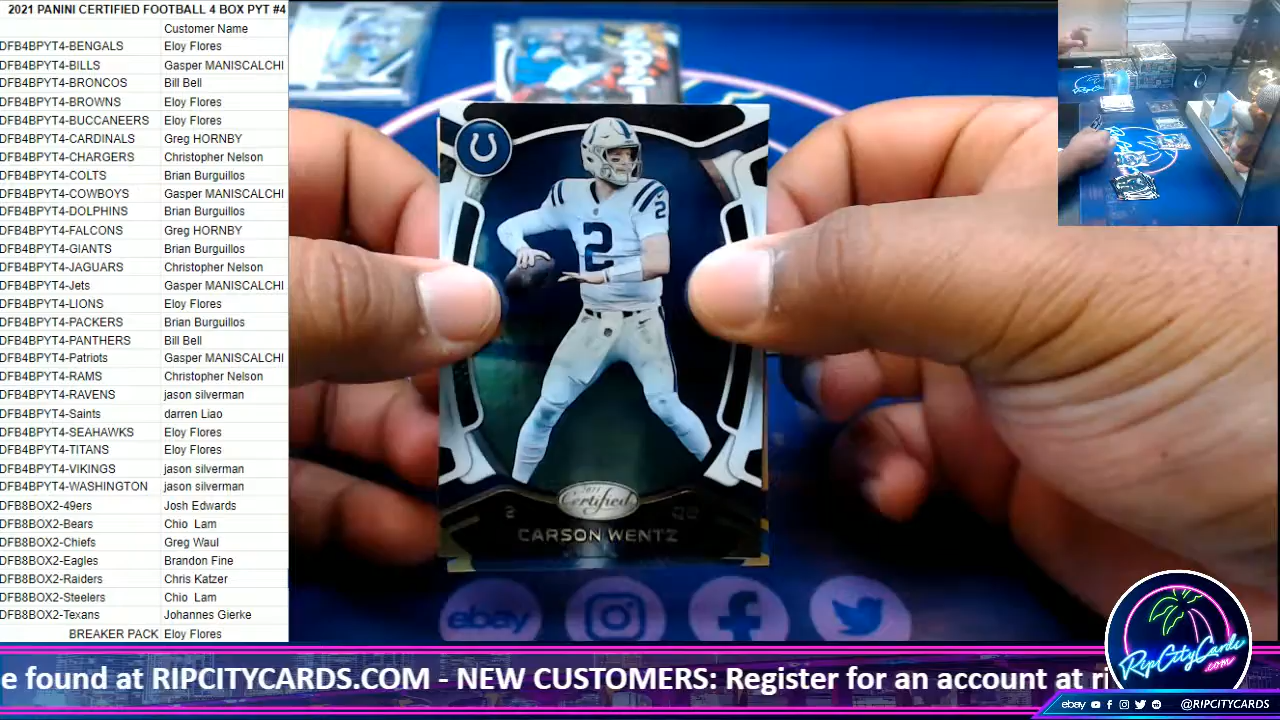 2021 PANINI CERTIFIED FOOTBALL 4 BOX PYT #4
Customer Name
DFB4BPYT4-BENGALS Eloy Flores
DFB4BPYT4-BILLS Gasper MANISCALCHI
DFB4BPYT4-BRONCOS Bill Bell
DFB4BPYT4-BROWNS Eloy Flores
DFB4BPYT4-BUCCANEERS Eloy Flores
DFB4BPYT4-CARDINALS Greg HORNBY
DFB4BPYT4-CHARGERS Christopher Nelson
DFB4BPYT4-COLTS Brian Burguillos
DFB4BPYT4-COWBOYS Gasper MANISCALCHI
DFB4BPYT4-DOLPHINS Brian Burguillos
DFB4BPYT4-FALCONS Greg HORNBY
DFB4BPYT4-GIANTS Brian Burguillos
DFB4BPYT4-JAGUARS Christopher Nelson
DFB4BPYT4-Jets Gasper MANISCALCHI
DFB4BPYT4-LIONS Eloy Flores
DFB4BPYT4-PACKERS Brian Burguillos
DFB4BPYT4-PANTHERS Bill Bell
DFB4BPYT4-Patriots Gasper MANISCALCHI
DFB4BPYT4-RAMS Christopher Nelson
DFB4BPYT4-RAVENS jason silverman
DFB4BPYT4-Saints darren Liao
DFB4BPYT4-SEAHAWKS Eloy Flores
DFB4BPYT4-TITANS Eloy Flores
DFB4BPYT4-VIKINGS jason silverman
DFB4BPYT4-WASHINGTON jason silverman
DFB8BOX2-49ers Josh Edwards
DFB8BOX2-Bears Chio Lam
DFB8BOX2-Chiefs Greg Waul
DFB8BOX2-Eagles Brandon Fine
DFB8BOX2-Raiders Chris Katzer
DFB8BOX2-Steelers Chio Lam
DFB8BOX2-Texans Johannes Gierke
BREAKER PACK Eloy Flores
2
2
2021
Certified
2 QB
CARSON WENTZ
ebay
RipCityCards
.com
e found at RIPCITYCARDS.COM - NEW CUSTOMERS: Register for an account at ri
ebay @RIPCITYCARDS